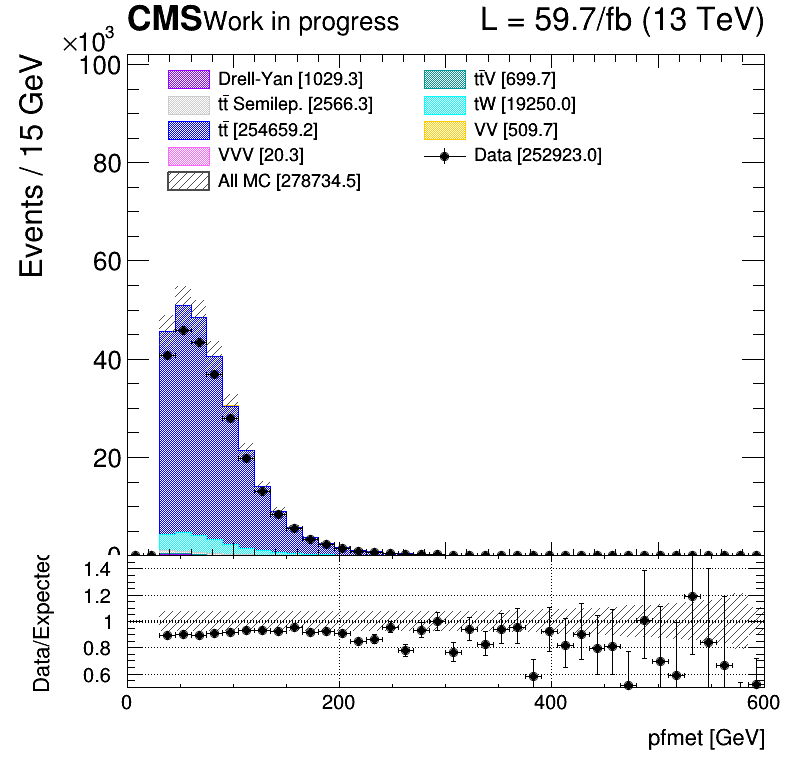 CMS Work in progress L = 59.7/fb (13 TeV)
×10³
Events / 15 GeV
100
80
60
40
20
0
Drell-Yan [1029.3]
tt̄ Semilep. [2566.3]
tt̄ [254659.2]
VVV [20.3]
All MC [278734.5]
tt̄V [699.7]
tW [19250.0]
VV [509.7]
Data [252923.0]
Data/Expected
1.4
1.2
1
0.8
0.6
0 200 400 600
pfmet [GeV]